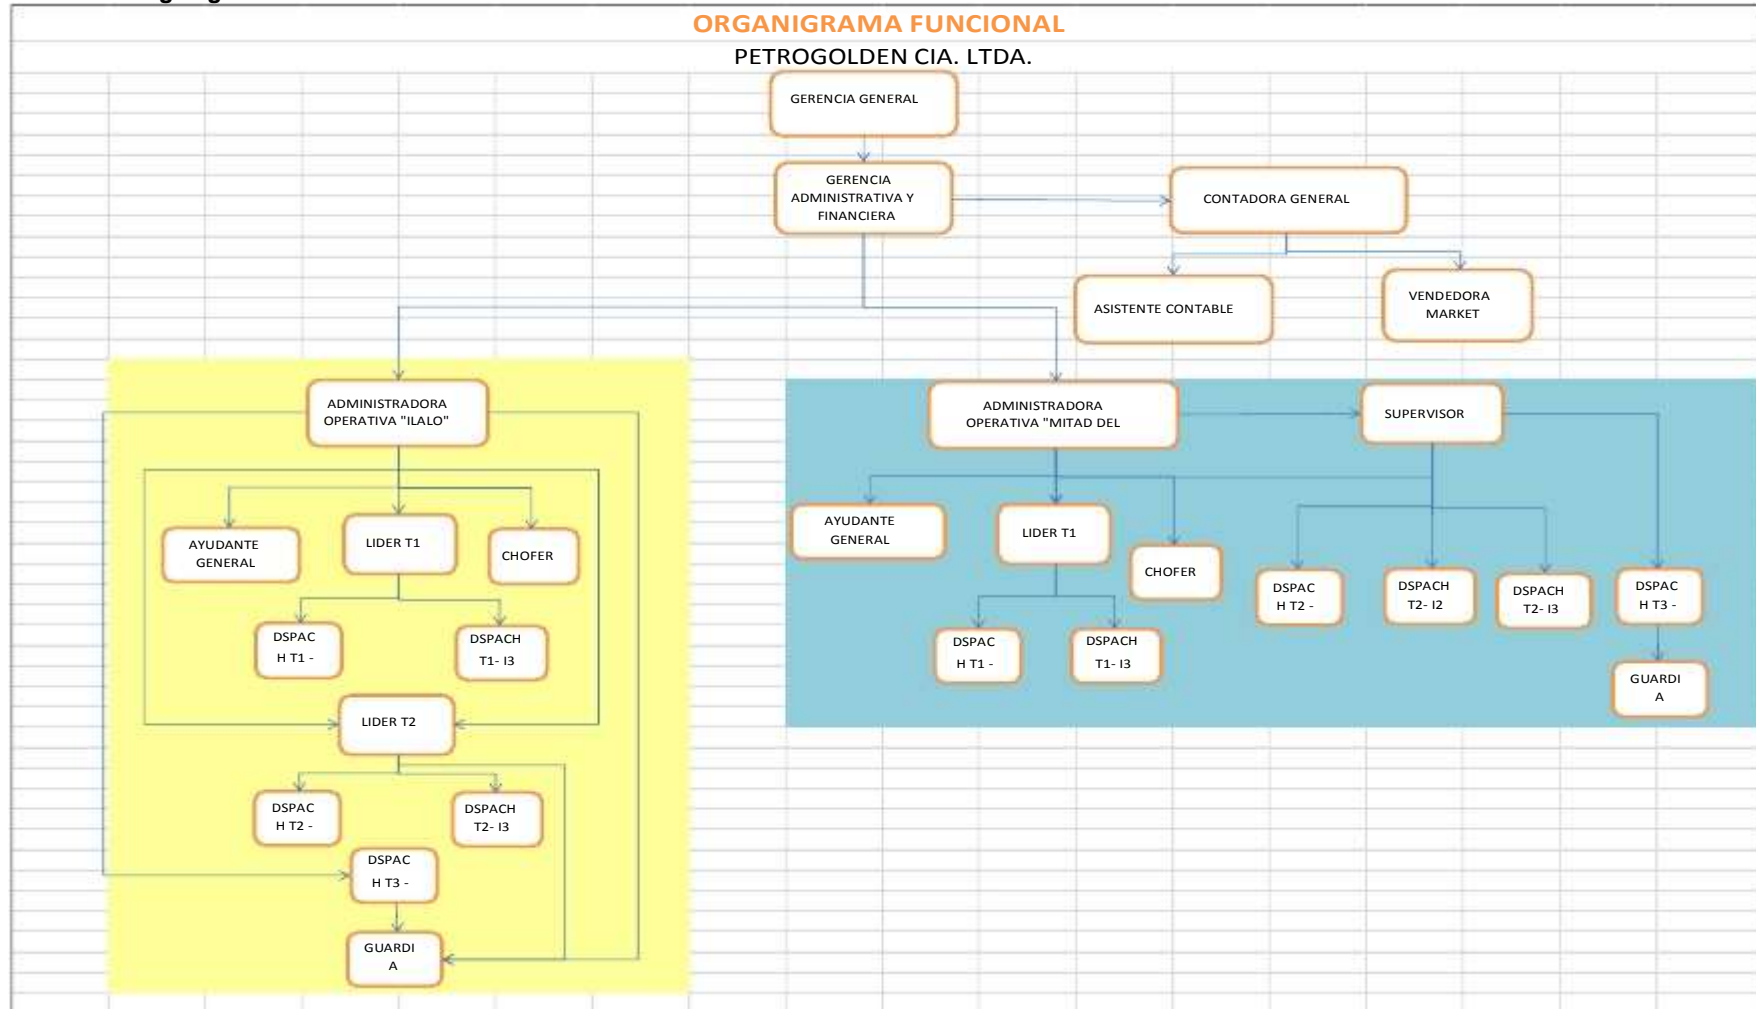 ORGANIGRAMA FUNCIONAL
PETROGOLDEN CIA. LTDA.
GERENCIA GENERAL
GERENCIA
ADMINISTRATIVA Y
FINANCIERA
CONTADORA GENERAL
ASISTENTE CONTABLE
VENDEDORA
MARKET
ADMINISTRADORA
OPERATIVA "ILALO"
AYUDANTE
GENERAL
LIDER T1
CHOFER
DSPAC
H T1 -
DSPACH
T1- I3
LIDER T2
DSPAC
H T2 -
DSPACH
T2- I3
DSPAC
H T3 -
GUARDI
A
ADMINISTRADORA
OPERATIVA "MITAD DEL
SUPERVISOR
AYUDANTE
GENERAL
LIDER T1
CHOFER
DSPAC
H T1 -
DSPACH
T1- I3
DSPAC
H T2 -
DSPACH
T2- I2
DSPACH
T2- I3
DSPAC
H T3 -
GUARDI
A